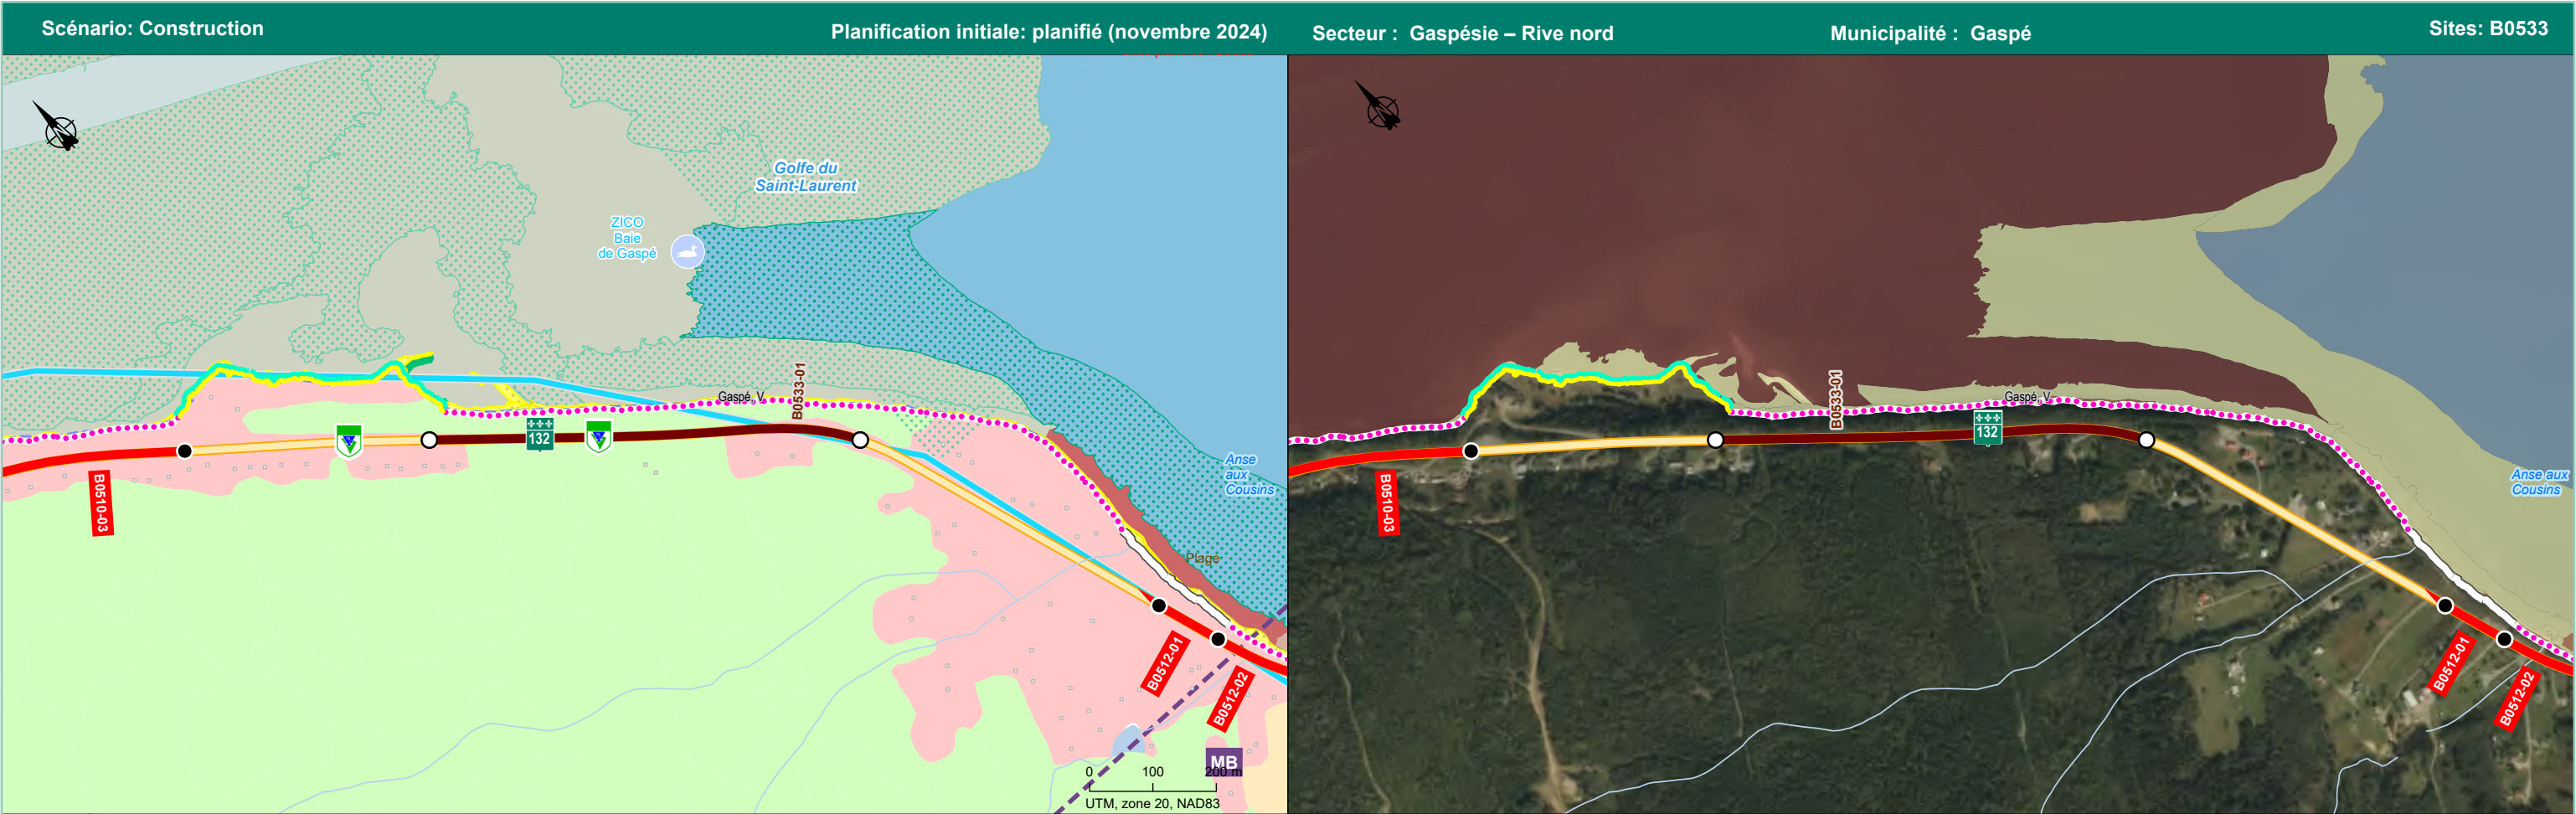 Scénario: Construction
Planification initiale: planifié (novembre 2024)
Secteur : Gaspésie – Rive nord
Municipalité : Gaspé
Sites: B0533
Golfe du
Saint-Laurent
ZICO
Baie
de Gaspé
Gaspé, V
B0533-01
132
B0510-03
Anse
aux
Cousins
Plage
B0512-01
B0512-02
MB
0 100 200 m
UTM, zone 20, NAD83
B0533-01
Gaspé, V
132
B0510-03
Anse aux
Cousins
B0512-01
B0512-02